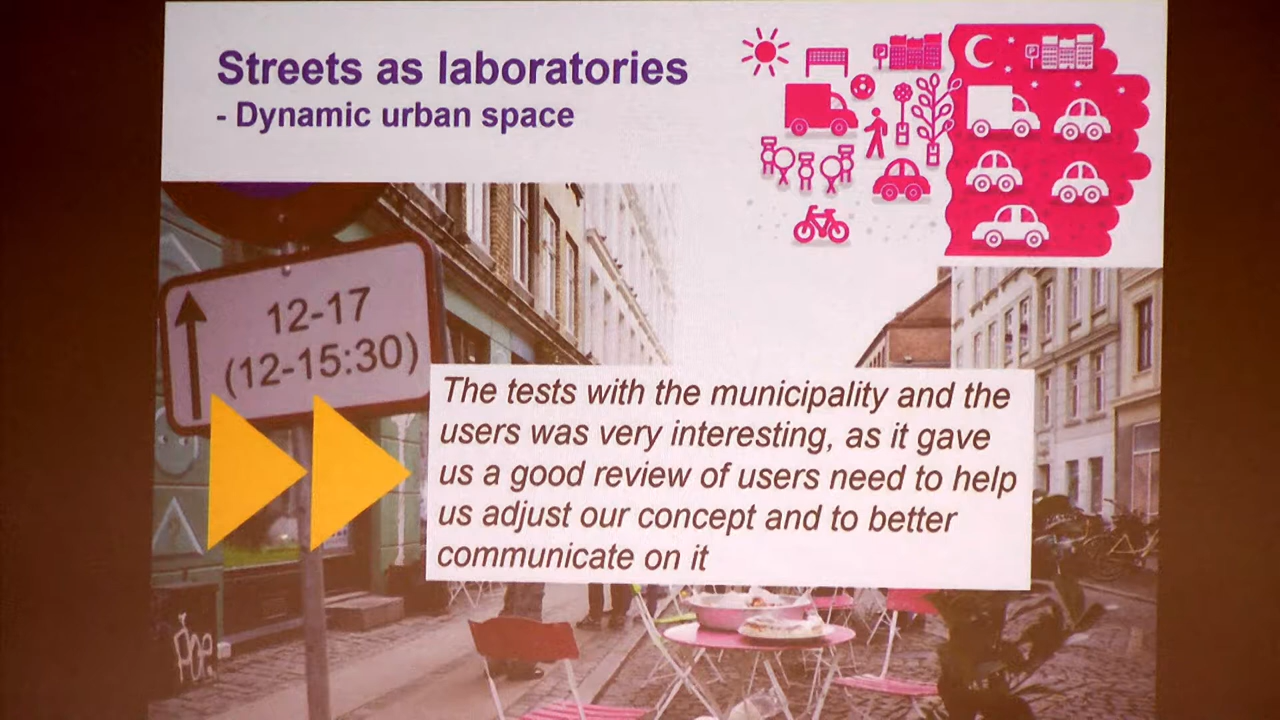 Streets as laboratories
- Dynamic urban space
12-17
(12-15:30)
The tests with the municipality and the
users was very interesting, as it gave
us a good review of users need to help
us adjust our concept and to better
communicate on it
POE
P
P